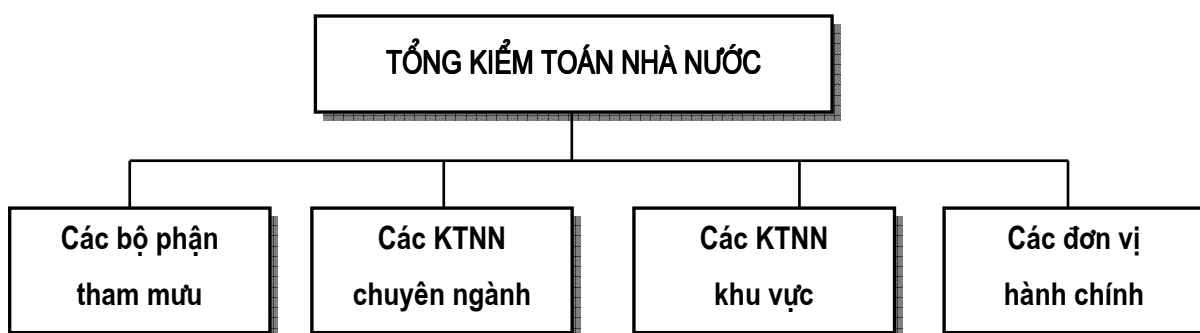 TỔNG KIỂM TOÁN NHÀ NƯỚC
Các bộ phận
tham mưu
Các KTNN
chuyên ngành
Các KTNN
khu vực
Các đơn vị
hành chính